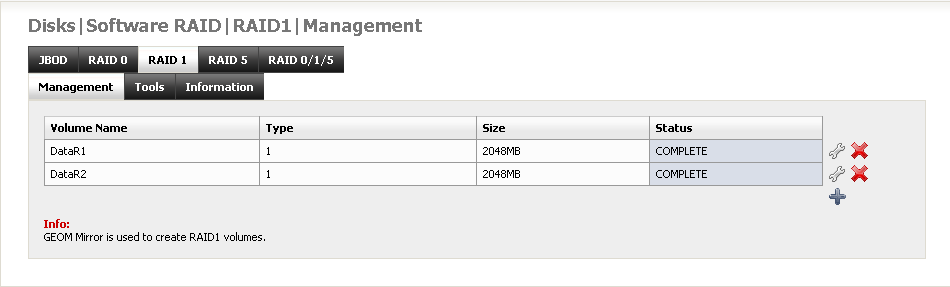 Disks|Software RAID|RAID1|Management
JBOD RAID 0 RAID 1 RAID 5 RAID 0/1/5
Management Tools Information
Volume Name Type Size Status
DataR1 1 2048MB COMPLETE
DataR2 1 2048MB COMPLETE
Info:
GEOM Mirror is used to create RAID1 volumes.